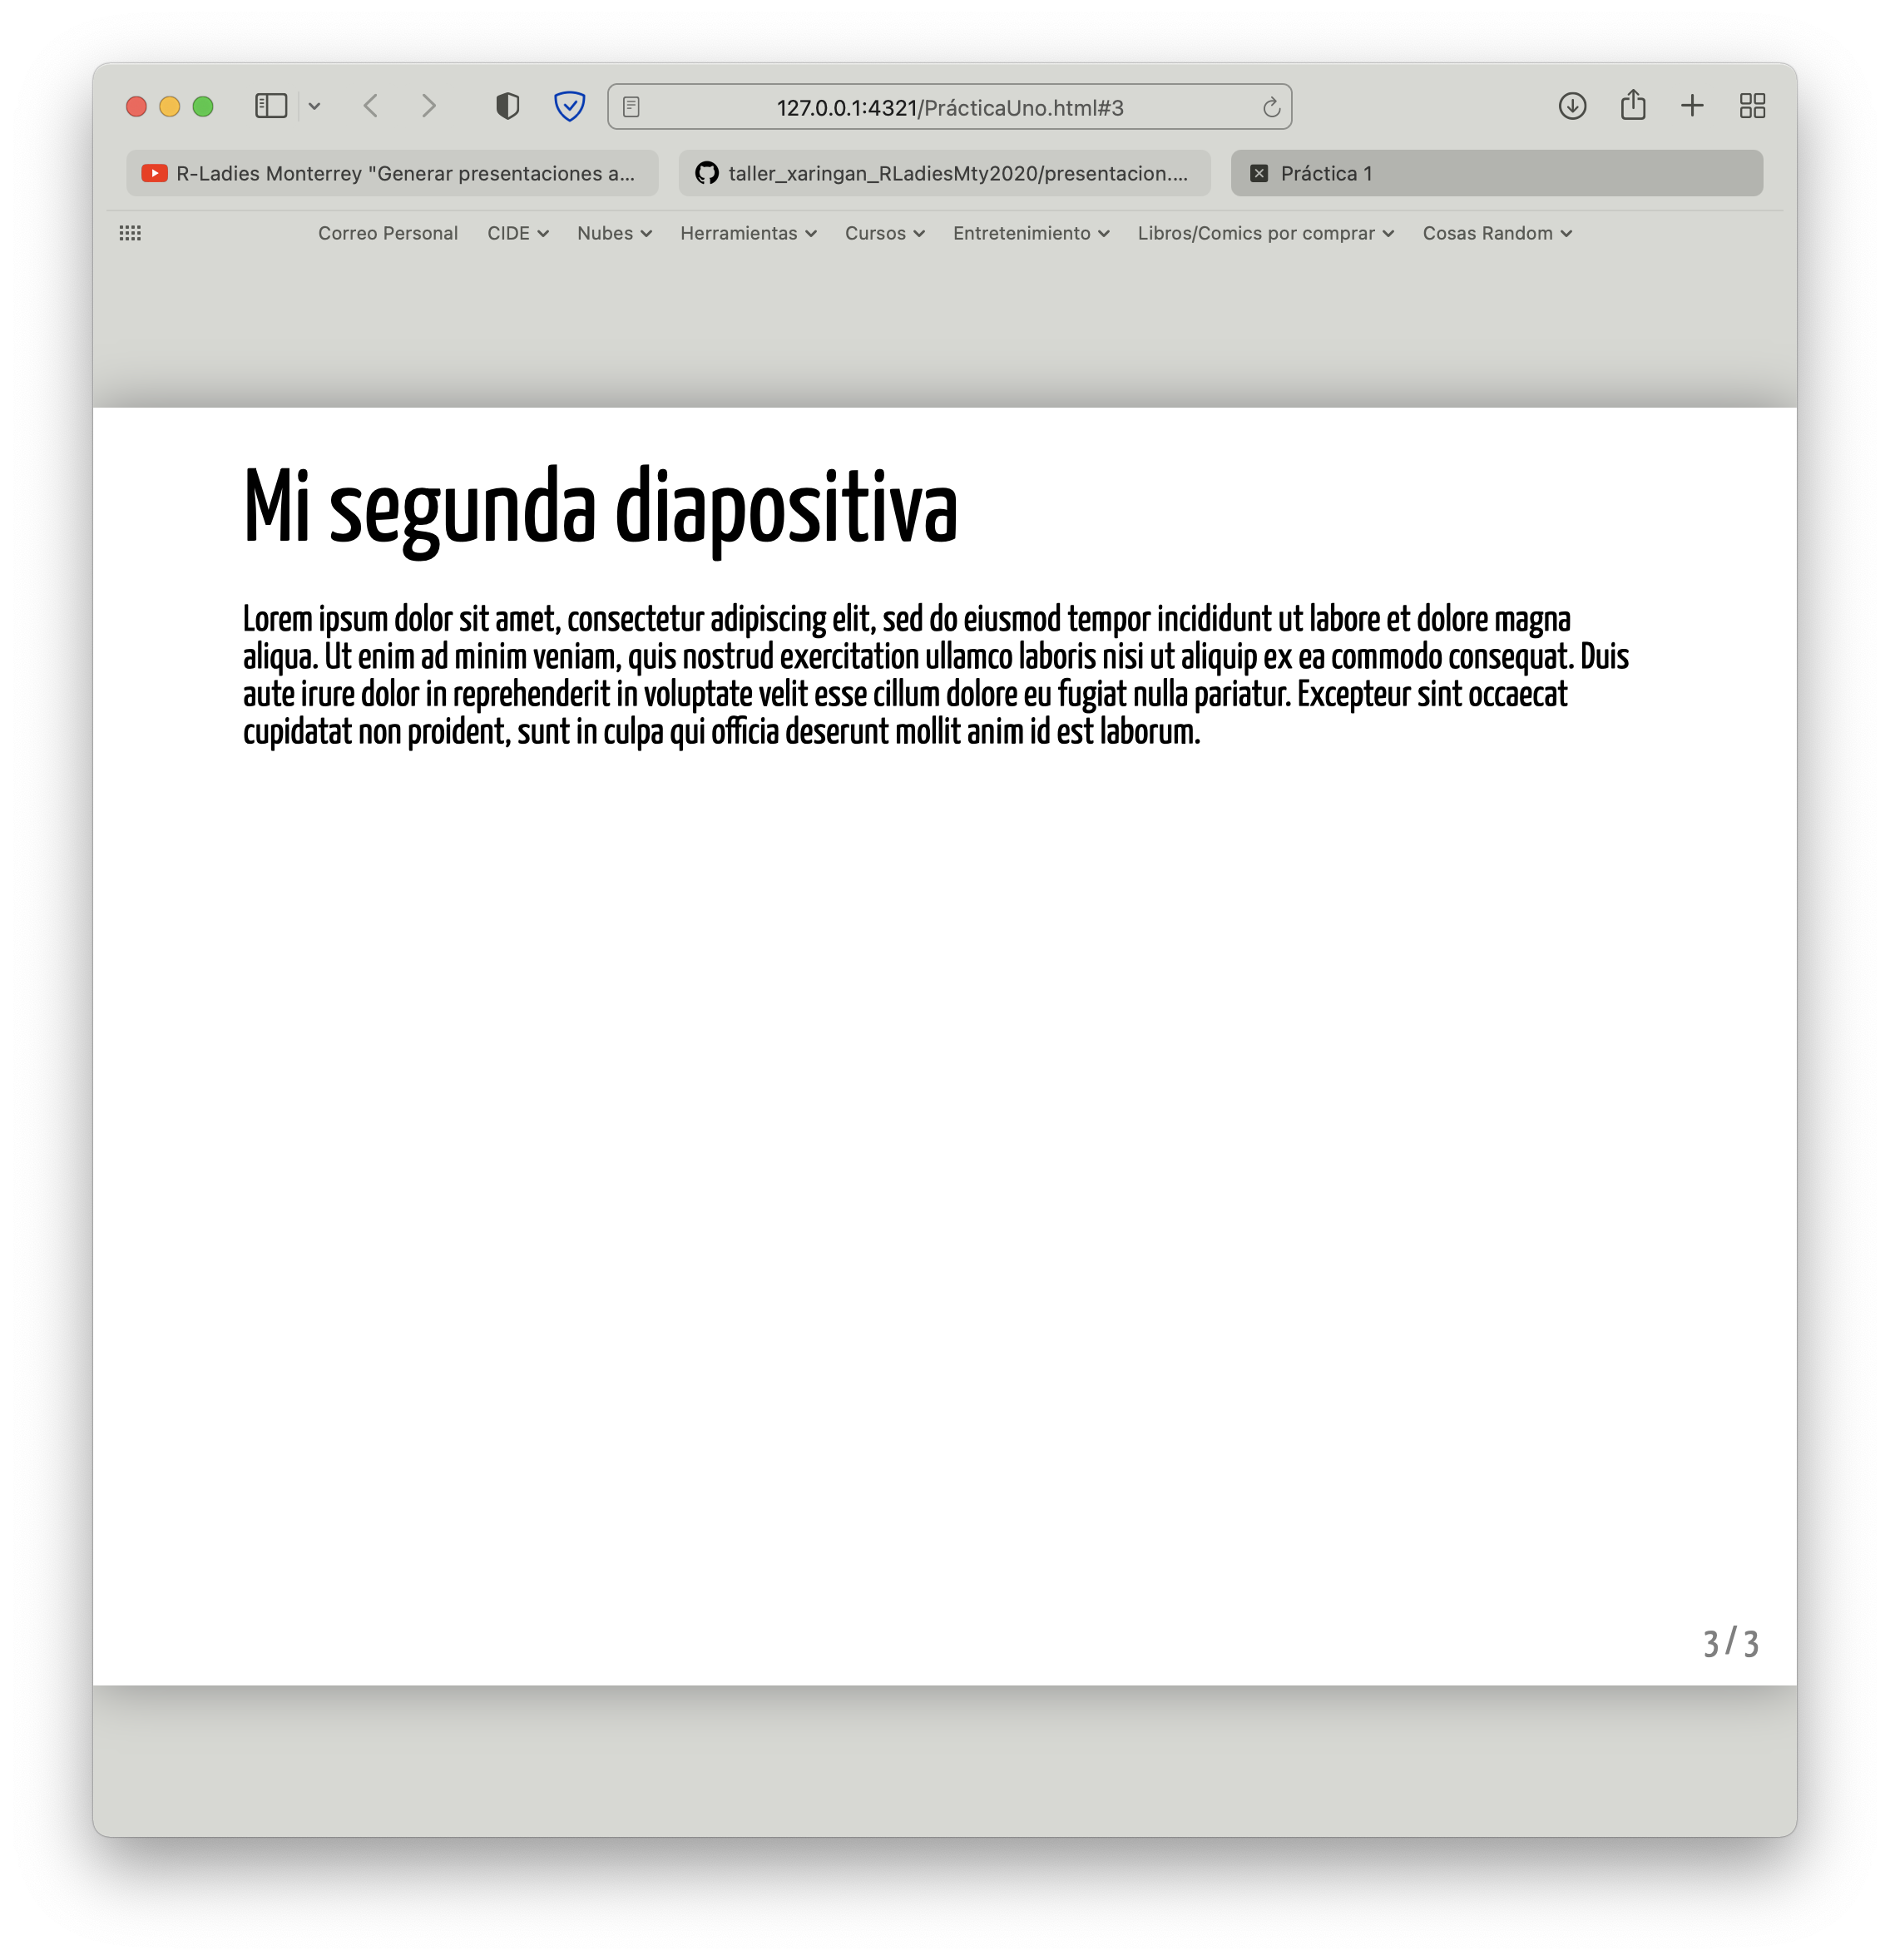 127.0.0.1:4321/PrácticaUno.html#3
R-Ladies Monterrey "Generar presentaciones a...
taller_xaringan_RLadiesMty2020/presentacion....
Práctica 1
Correo Personal CIDE Nubes Herramientas Cursos Entretenimiento Libros/Comics por comprar Cosas Random
Mi segunda diapositiva
Lorem ipsum dolor sit amet, consectetur adipiscing elit, sed do eiusmod tempor incididunt ut labore et dolore magna
aliqua. Ut enim ad minim veniam, quis nostrud exercitation ullamco laboris nisi ut aliquip ex ea commodo consequat. Duis
aute irure dolor in reprehenderit in voluptate velit esse cillum dolore eu fugiat nulla pariatur. Excepteur sint occaecat
cupidatat non proident, sunt in culpa qui officia deserunt mollit anim id est laborum.
3 / 3